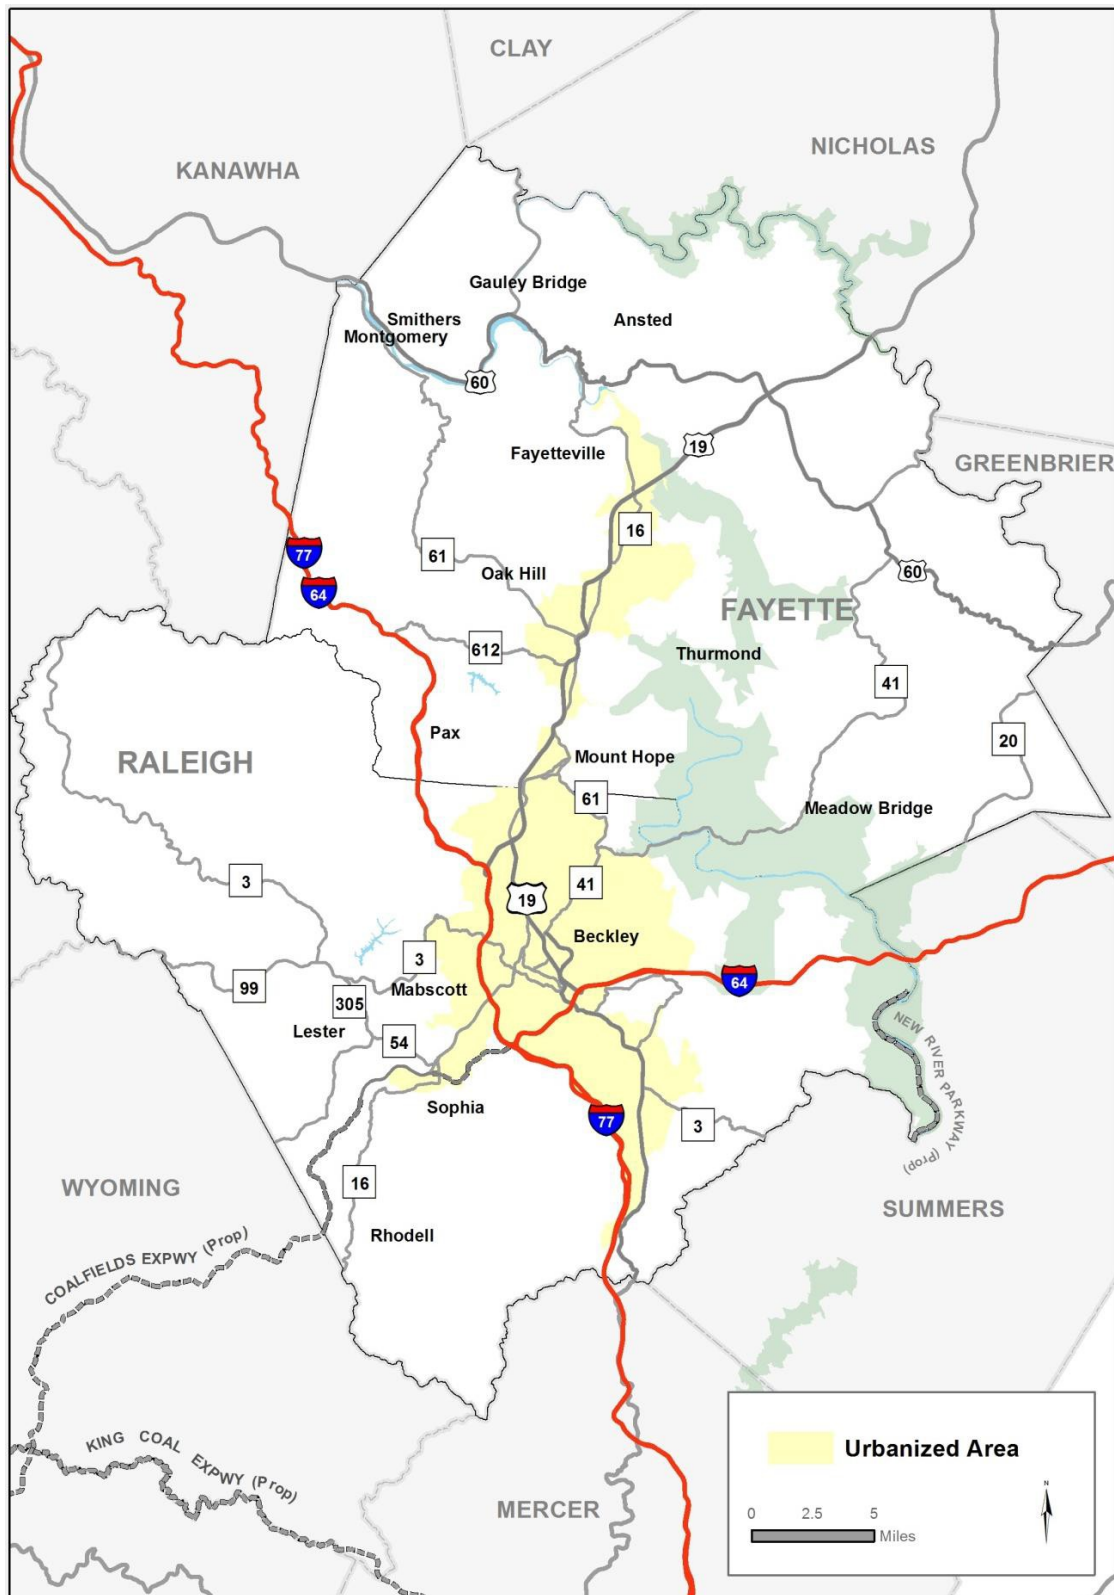 CLAY
NICHOLAS
KANAWHA
Gauley Bridge
Smithers
Ansted
Montgomery
60
19
Fayetteville
GREENBRIER
16
77
61
Oak Hill
60
64
FAYETTE
612
Thurmond
41
Pax
20
RALEIGH
Mount Hope
61
Meadow Bridge
3
41
19
Beckley
3
64
99
Mabscott
305
Lester
54
NEW RIVER PARKWAY (Prop)
Sophia
77
3
16
WYOMING
SUMMERS
Rhodell
COALFIELDS EXPWY (Prop)
Urbanized Area
KING COAL EXPWY (Prop)
N
0 2.5 5
Miles
MERCER